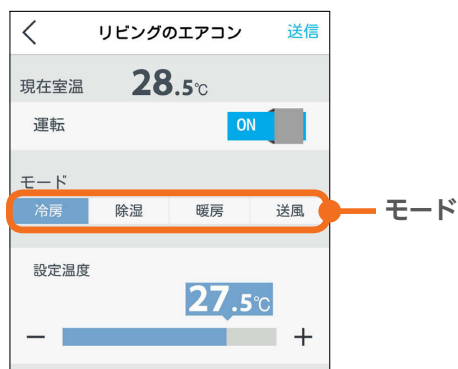 リビングのエアコン 送信
現在室温 28.5℃
運転 ON
モード
冷房 除湿 暖房 送風
モード
設定温度
27.5℃
− +